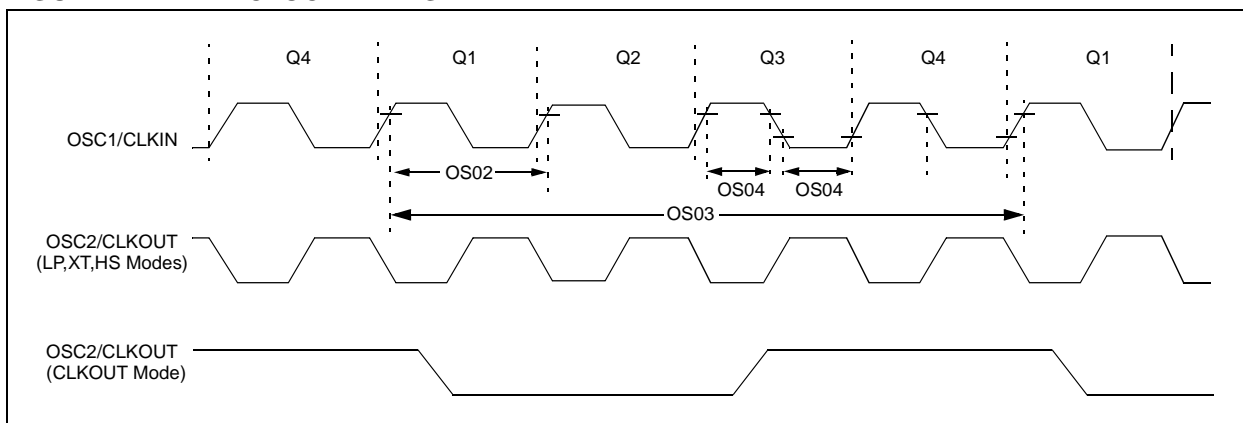 Q4 Q1 Q2 Q3 Q4 Q1
OSC1/CLKIN
OS02
OS04 OS04
OS03
OSC2/CLKOUT
(LP,XT,HS Modes)
OSC2/CLKOUT
(CLKOUT Mode)